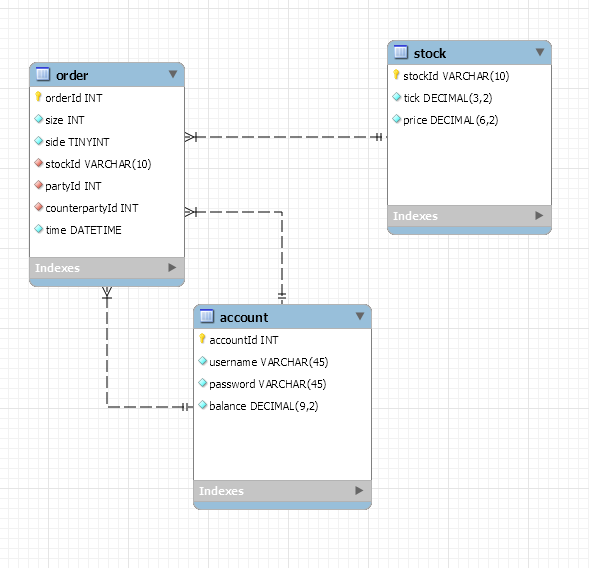 order
orderId INT
size INT
side TINYINT
stockId VARCHAR(10)
partyId INT
counterpartyId INT
time DATETIME
Indexes
stock
stockId VARCHAR(10)
tick DECIMAL(3,2)
price DECIMAL(6,2)
Indexes
account
accountId INT
username VARCHAR(45)
password VARCHAR(45)
balance DECIMAL(9,2)
Indexes